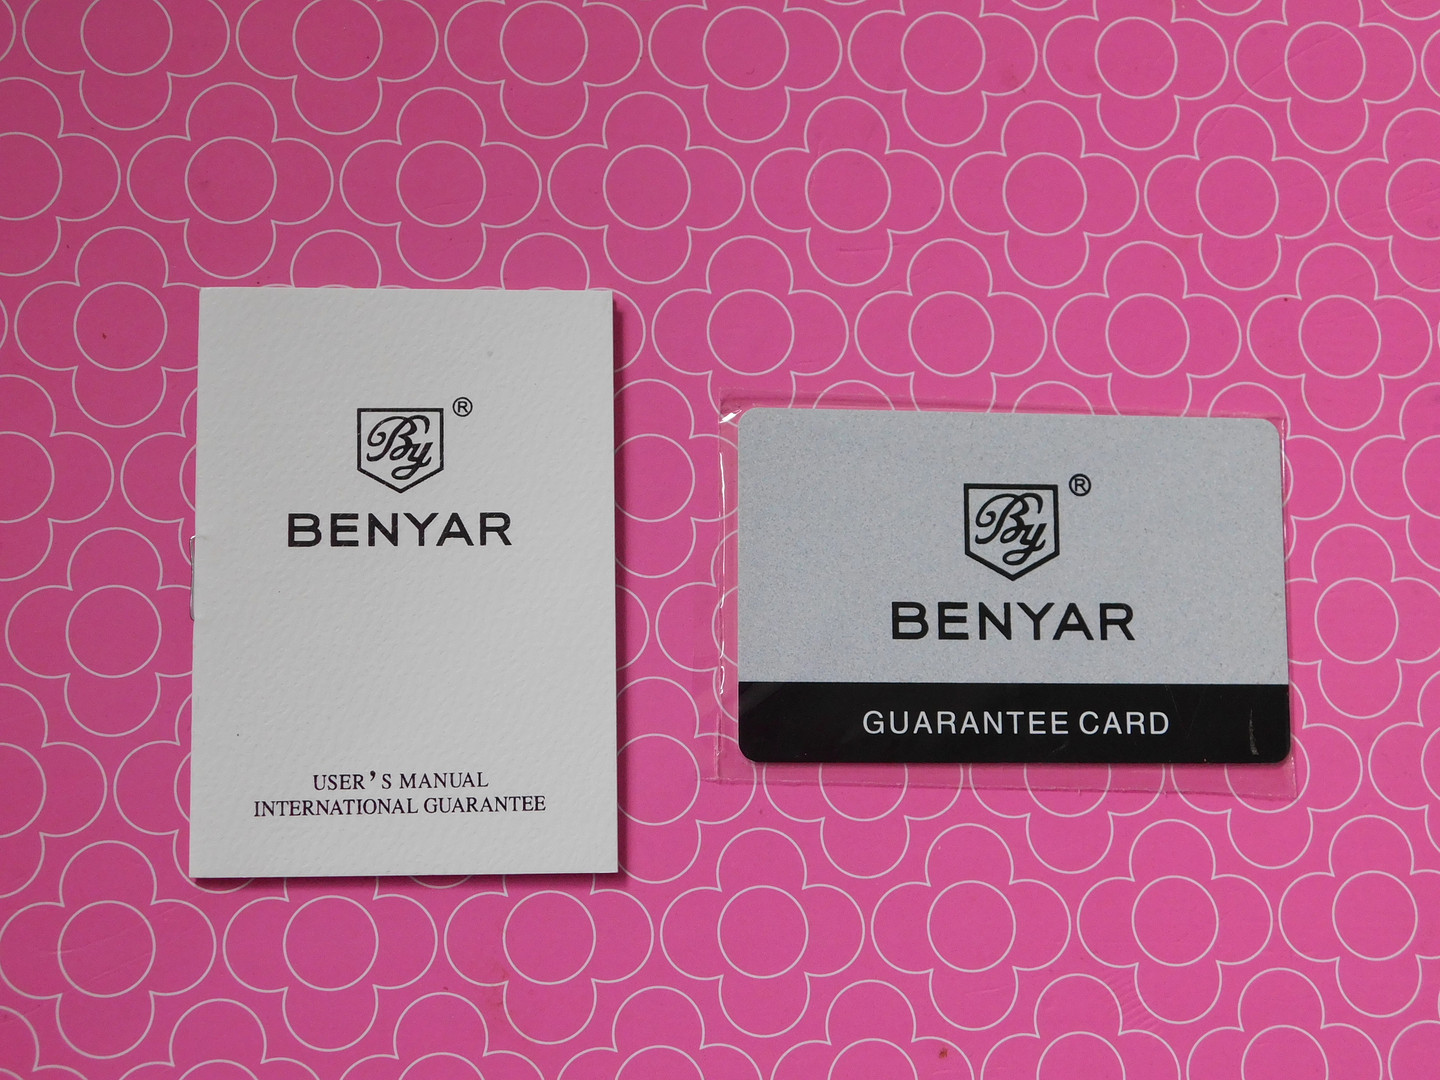 By ®
BENYAR
USER’S MANUAL
INTERNATIONAL GUARANTEE
By ®
BENYAR
GUARANTEE CARD